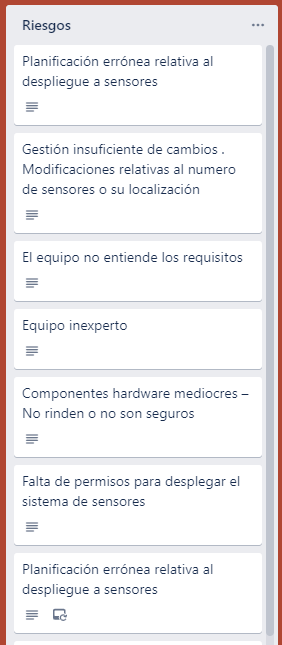 Riesgos
Planificación errónea relativa al
despliegue a sensores
Gestión insuficiente de cambios .
Modificaciones relativas al numero
de sensores o su localización
El equipo no entiende los requisitos
Equipo inexperto
Componentes hardware mediocres –
No rinden o no son seguros
Falta de permisos para desplegar el
sistema de sensores
Planificación errónea relativa al
despliegue a sensores